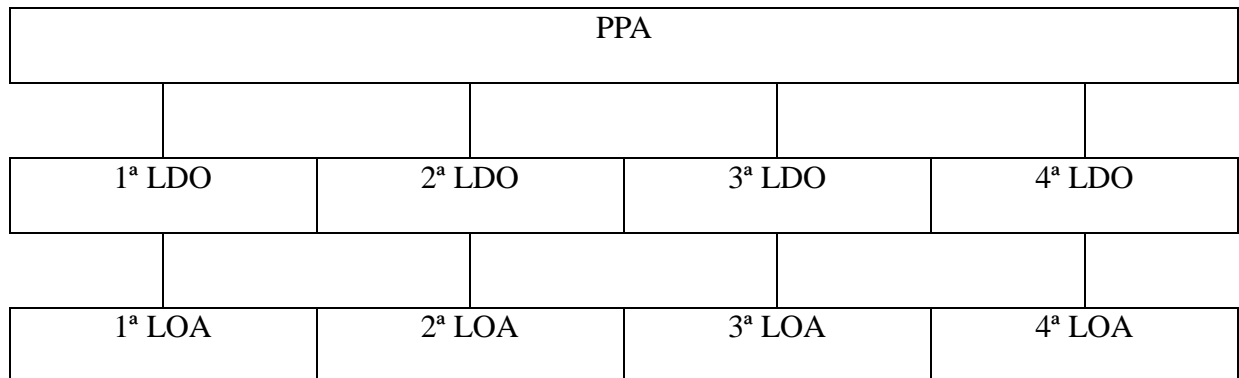 PPA
1ª LDO 2ª LDO 3ª LDO 4ª LDO
1ª LOA 2ª LOA 3ª LOA 4ª LOA